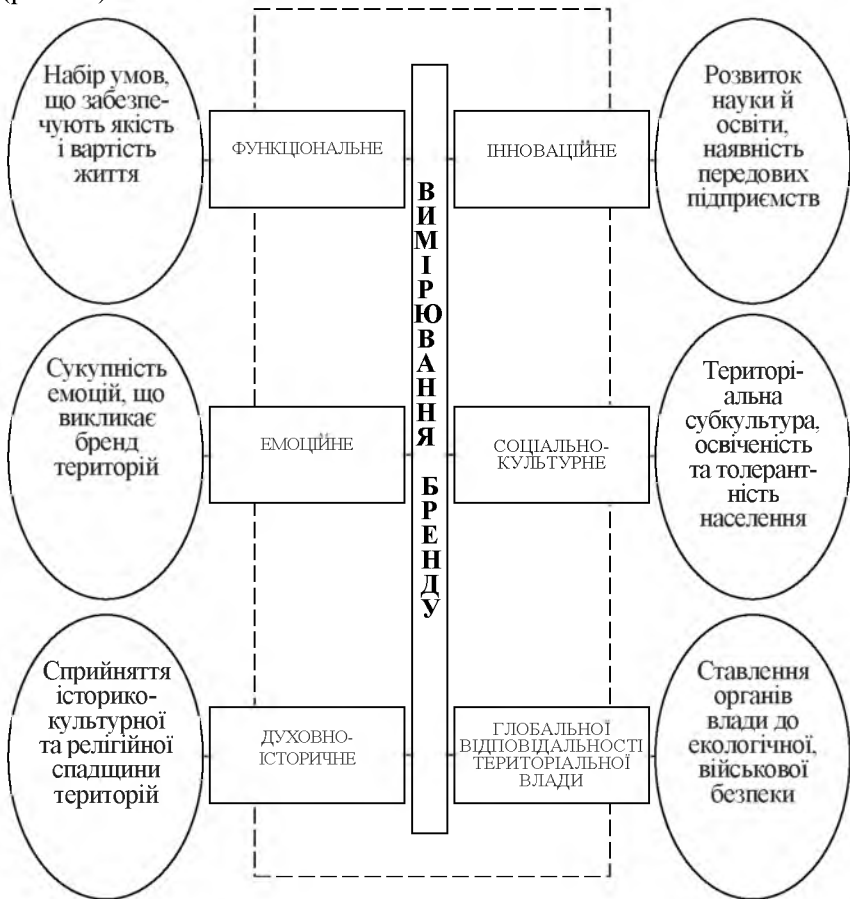 Набір умов,
що забезпе-
чують якість
і вартість
життя
ФУНКЦІОНАЛЬНЕ
ВИМІРЮВАННЯ БРЕНДУ
ІННОВАЦІЙНЕ
Розвиток
науки й
освіти,
наявність
передових
підприємств
Сукупність
емоцій, що
викликає
бренд
територій
ЕМОЦІЙНЕ
СОЦІАЛЬНО-
КУЛЬТУРНЕ
Територі-
альна
субкультура,
освіченість
та толерант-
ність
населення
Сприйняття
історико-
культурної
та релігійної
спадщини
територій
ДУХОВНО-
ІСТОРИЧНЕ
ГЛОБАЛЬНОЇ
ВІДПОВІДАЛЬНОСТІ
ТЕРИТОРІАЛЬНОЇ
ВЛАДИ
Ставлення
органів
влади до
екологічної,
військової
безпеки